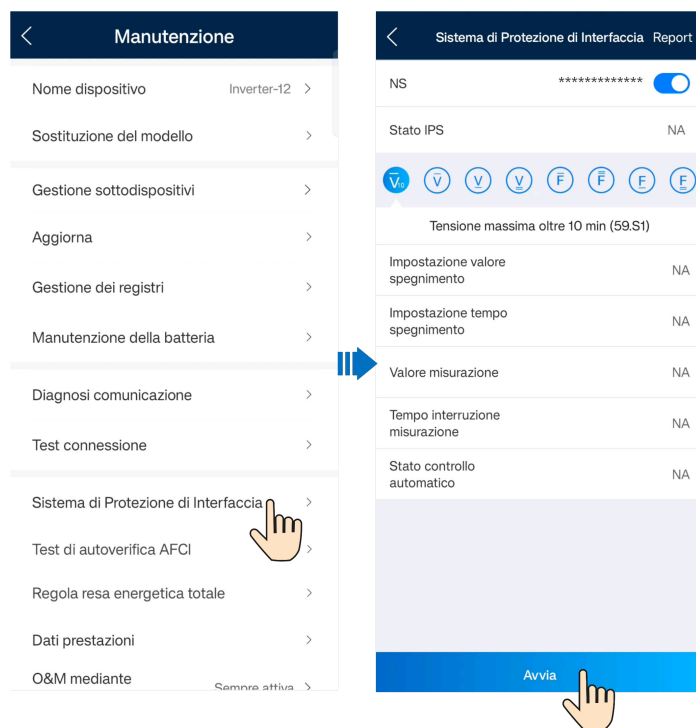 Manutenzione
Nome dispositivo Inverter-12
Sostituzione del modello
Gestione sottodispositivi
Aggiorna
Gestione dei registri
Manutenzione della batteria
Diagnosi comunicazione
Test connessione
Sistema di Protezione di Interfaccia
Test di autoverifica AFCI
Regola resa energetica totale
Dati prestazioni
O&M mediante
Sempre attiva
Sistema di Protezione di Interfaccia Report
NS *************
Stato IPS NA
V10 V V V F F F F
Tensione massima oltre 10 min (59.S1)
Impostazione valore
spegnimento NA
Impostazione tempo
spegnimento NA
Valore misurazione NA
Tempo interruzione
misurazione NA
Stato controllo
automatico NA
Avvia